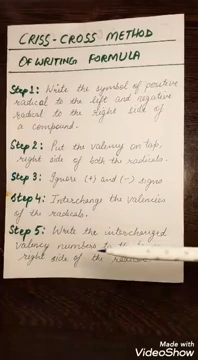 CRISS-CROSS METHOD
OF WRITING FORMULA
Step 1: Write the symbol of positive
radical to the left and negative
radical to the right side of
a compound.
Step 2: Put the valency on top,
right side of both the radicals.
Step 3: Ignore (+) and (-) signs
Step 4: Interchange the valencies
of the radicals.
Step 5: Write the interchanged
valency numbers to the
right side of the
Made with
VideoShow